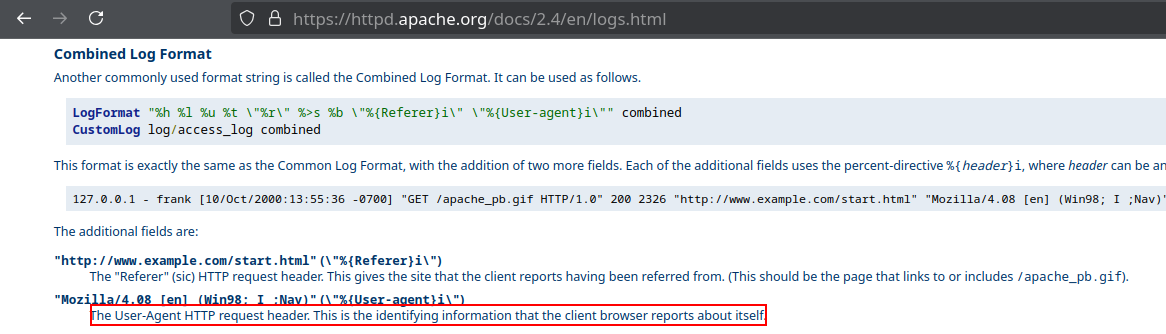 https://httpd.apache.org/docs/2.4/en/logs.html
Combined Log Format
Another commonly used format string is called the Combined Log Format. It can be used as follows.
LogFormat "%h %l %u %t \"%r\" %>s %b \"%{Referer}i\" \"%{User-agent}i\"" combined
CustomLog log/access_log combined
This format is exactly the same as the Common Log Format, with the addition of two more fields. Each of the additional fields uses the percent-directive %{header}i, where header can be an
127.0.0.1 - frank [10/Oct/2000:13:55:36 -0700] "GET /apache_pb.gif HTTP/1.0" 200 2326 "http://www.example.com/start.html" "Mozilla/4.08 [en] (Win98; I ;Nav)"
The additional fields are:
"http://www.example.com/start.html" (\"%{Referer}i\")
The "Referer" (sic) HTTP request header. This gives the site that the client reports having been referred from. (This should be the page that links to or includes /apache_pb.gif).
"Mozilla/4.08 [en] (Win98; I ;Nav)" (\"%{User-agent}i\")
The User-Agent HTTP request header. This is the identifying information that the client browser reports about itself.